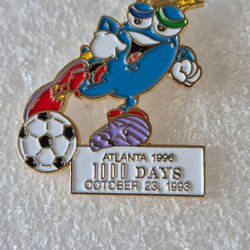 ATLANTA 1996
1000 DAYS
OCTOBER 23, 1993